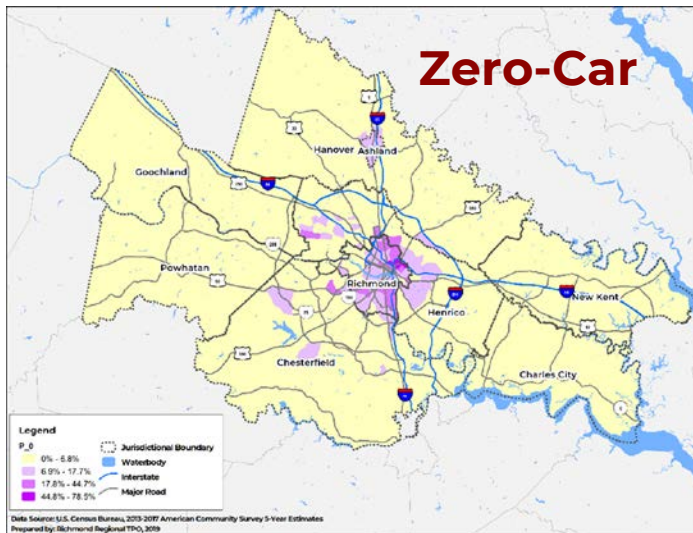 Zero-Car
Hanover
Ashland
Goochland
Powhatan
Richmond
Henrico
New Kent
Chesterfield
Charles City
Legend
P_0
0% - 6.8%
6.9% - 17.7%
17.8% - 44.7%
44.8% - 78.5%
Jurisdictional Boundary
Waterbody
Interstate
Major Road
Data Source: U.S. Census Bureau, 2013-2017 American Community Survey 5-Year Estimates
Prepared by: Richmond Regional TPO, 2019